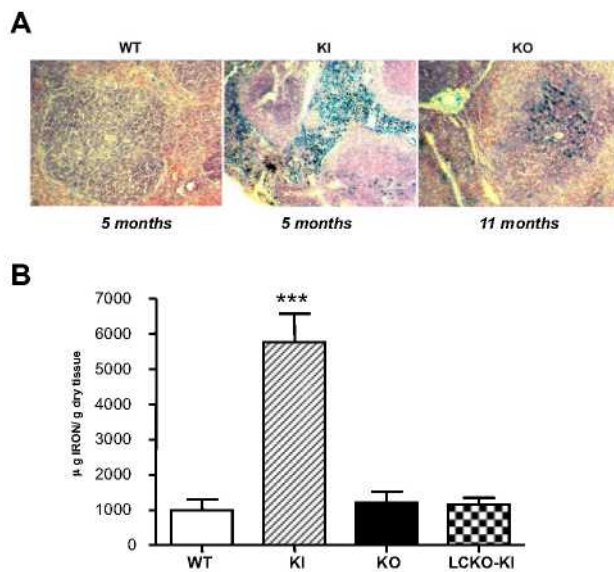 A
WT KI KO
5 months 5 months 11 months
B
μ g IRON/ g dry tissue
7000
6000
5000
4000
3000
2000
1000
0
***
WT KI KO LCKO-KI